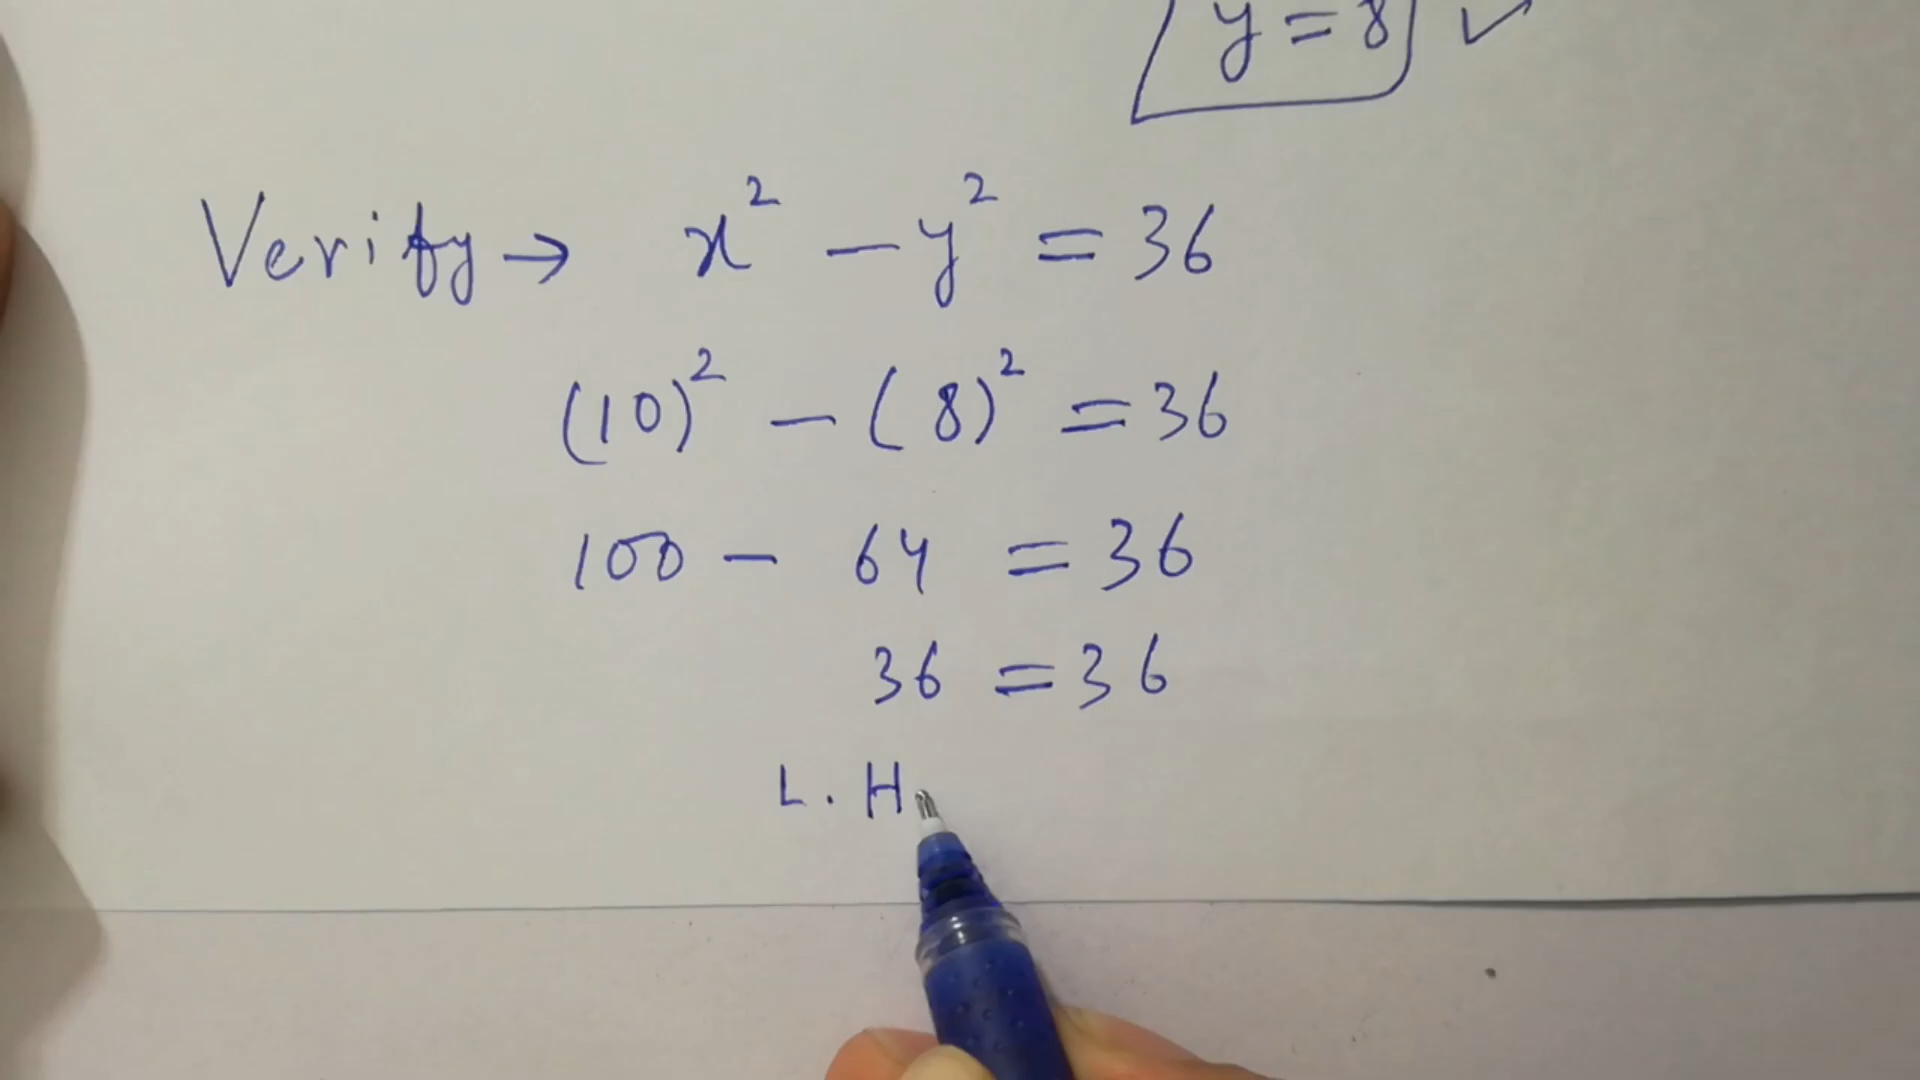 y = 8 ✓
Verify → x² - y² = 36
(10)² - (8)² = 36
100 - 64 = 36
36 = 36
L. H